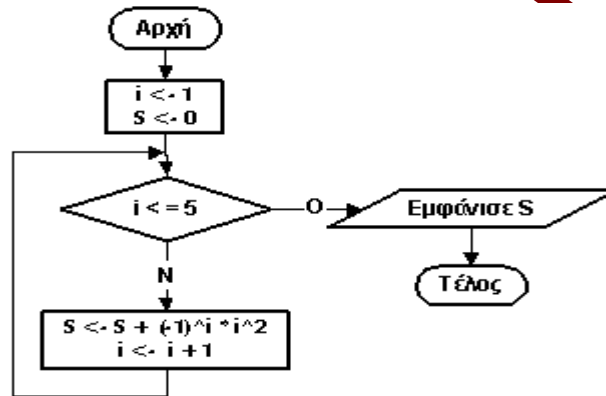 Αρχή
i <- 1
S <- 0
i <= 5
Ο
Εμφάνισε S
Ν
Τέλος
S <- S + (-1)^i * i^2
i <- i + 1